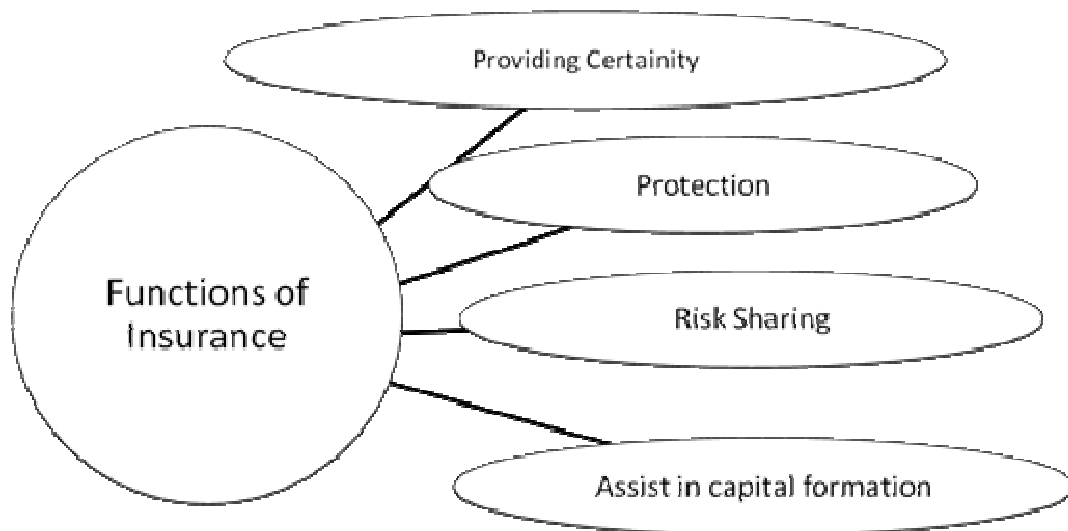 Providing Certainity
Protection
Functions of
Insurance
Risk Sharing
Assist in capital formation